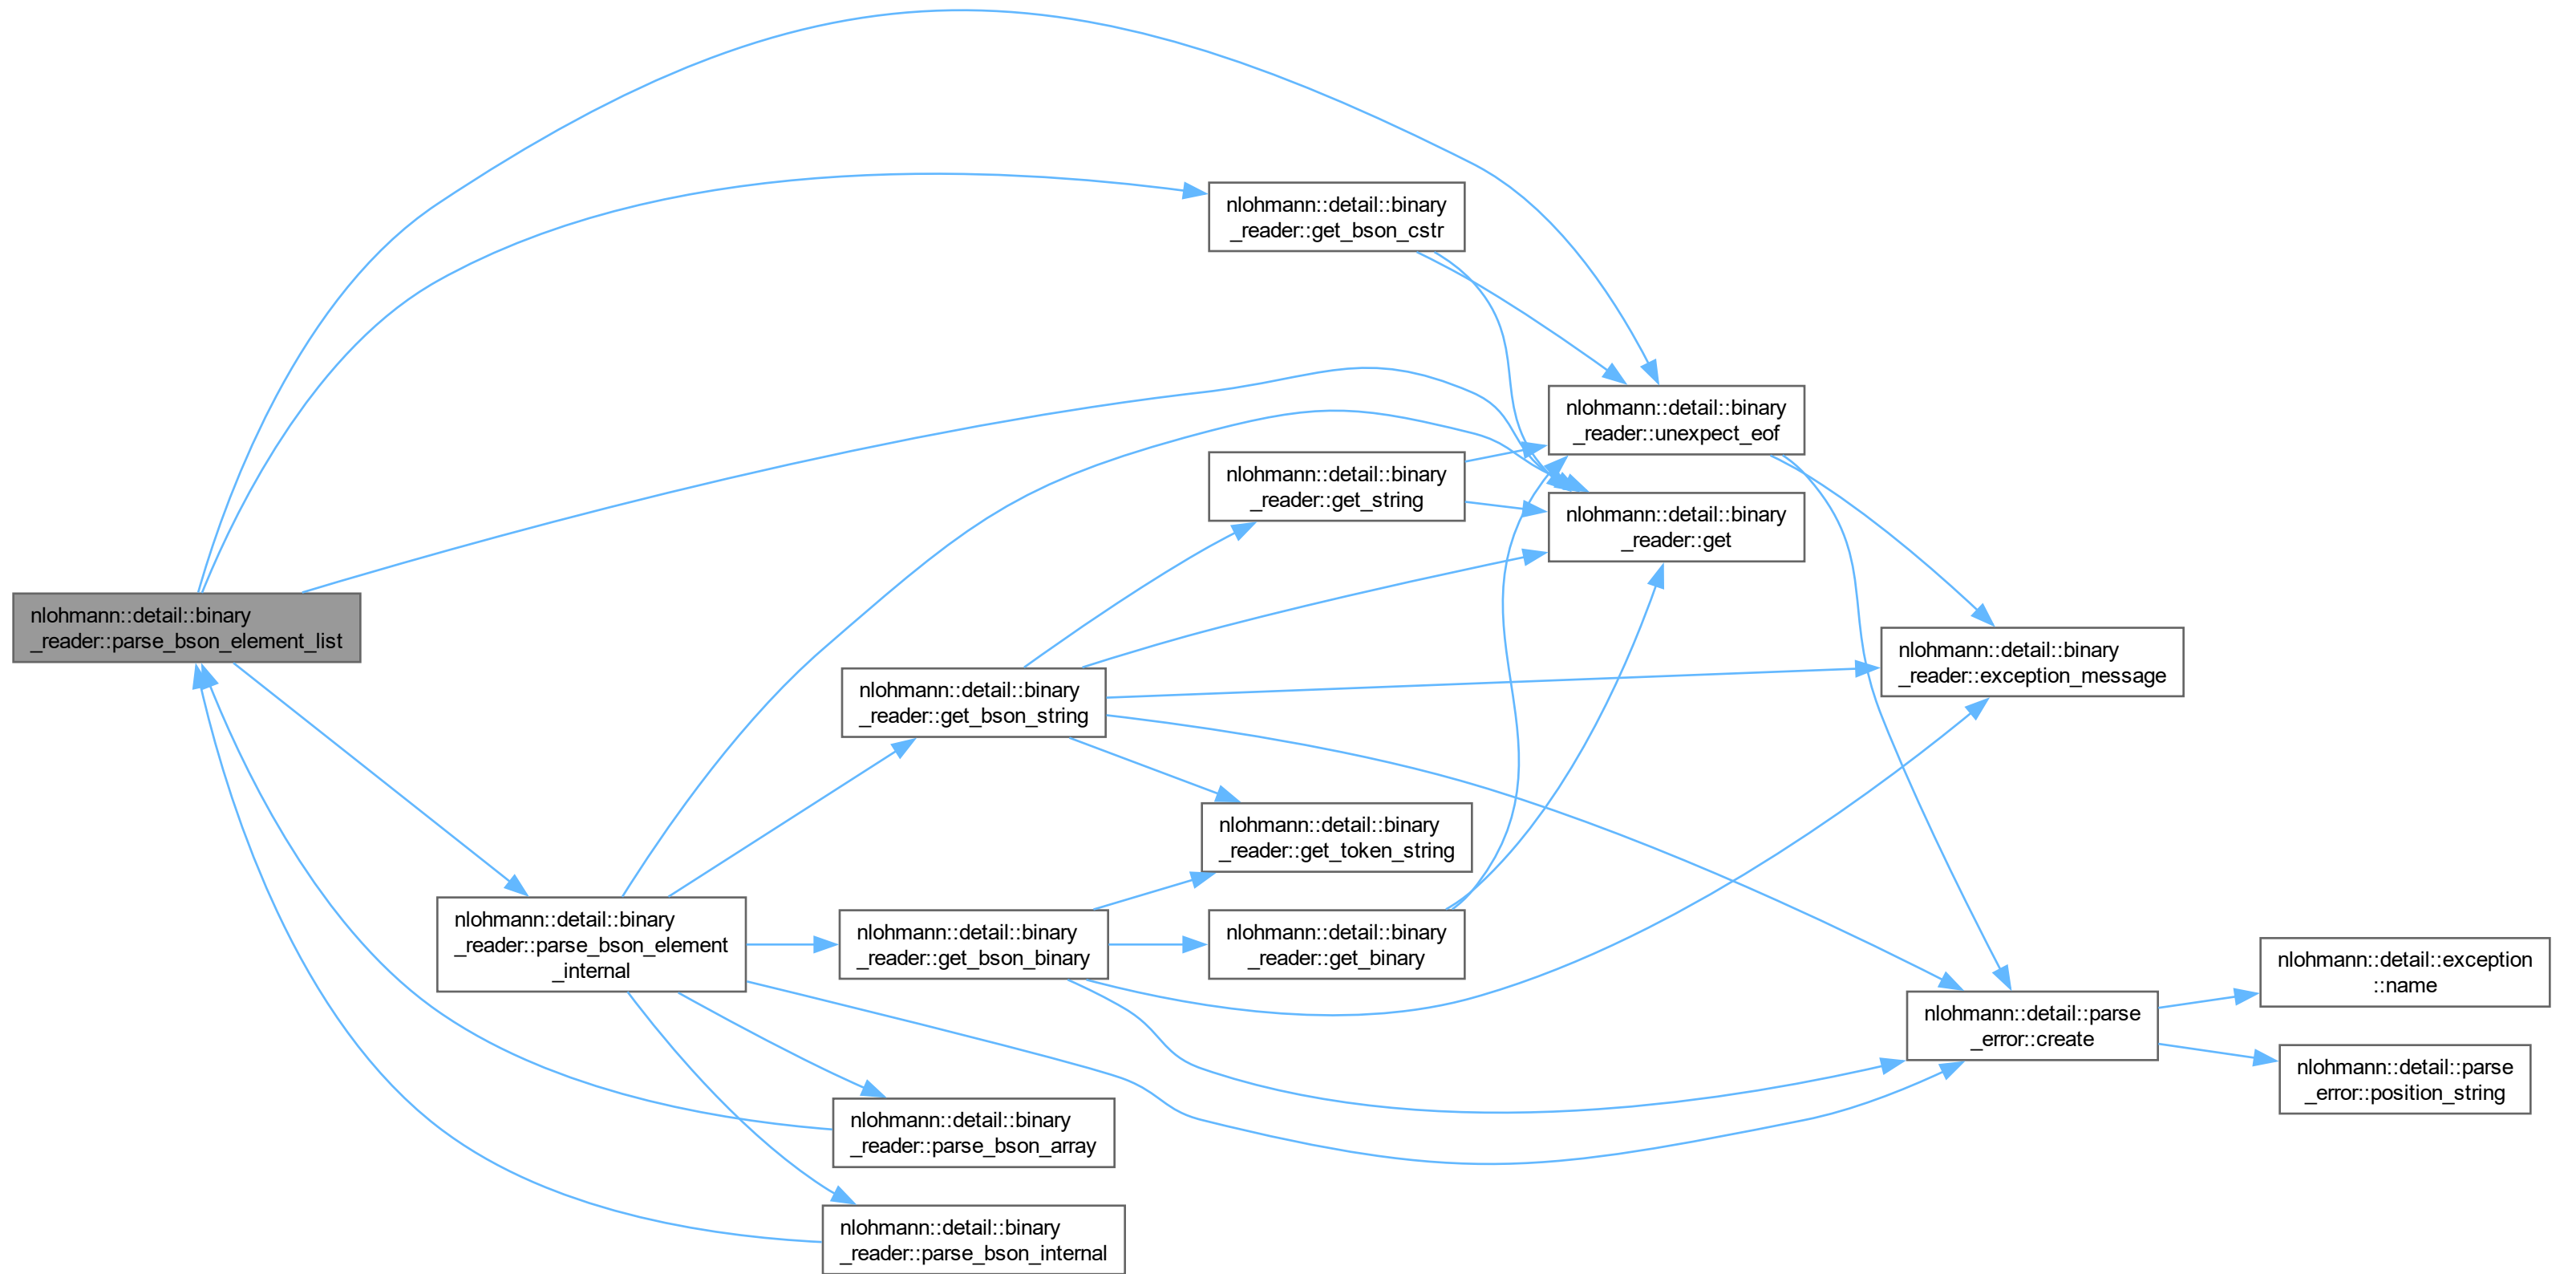 nlohmann::detail::binary
_reader::parse_bson_element_list
nlohmann::detail::binary
_reader::get_bson_cstr
nlohmann::detail::binary
_reader::unexpect_eof
nlohmann::detail::binary
_reader::get_string
nlohmann::detail::binary
_reader::get
nlohmann::detail::binary
_reader::exception_message
nlohmann::detail::binary
_reader::get_bson_string
nlohmann::detail::binary
_reader::get_token_string
nlohmann::detail::binary
_reader::parse_bson_element
_internal
nlohmann::detail::binary
_reader::get_bson_binary
nlohmann::detail::binary
_reader::get_binary
nlohmann::detail::exception
::name
nlohmann::detail::parse
_error::create
nlohmann::detail::parse
_error::position_string
nlohmann::detail::binary
_reader::parse_bson_array
nlohmann::detail::binary
_reader::parse_bson_internal